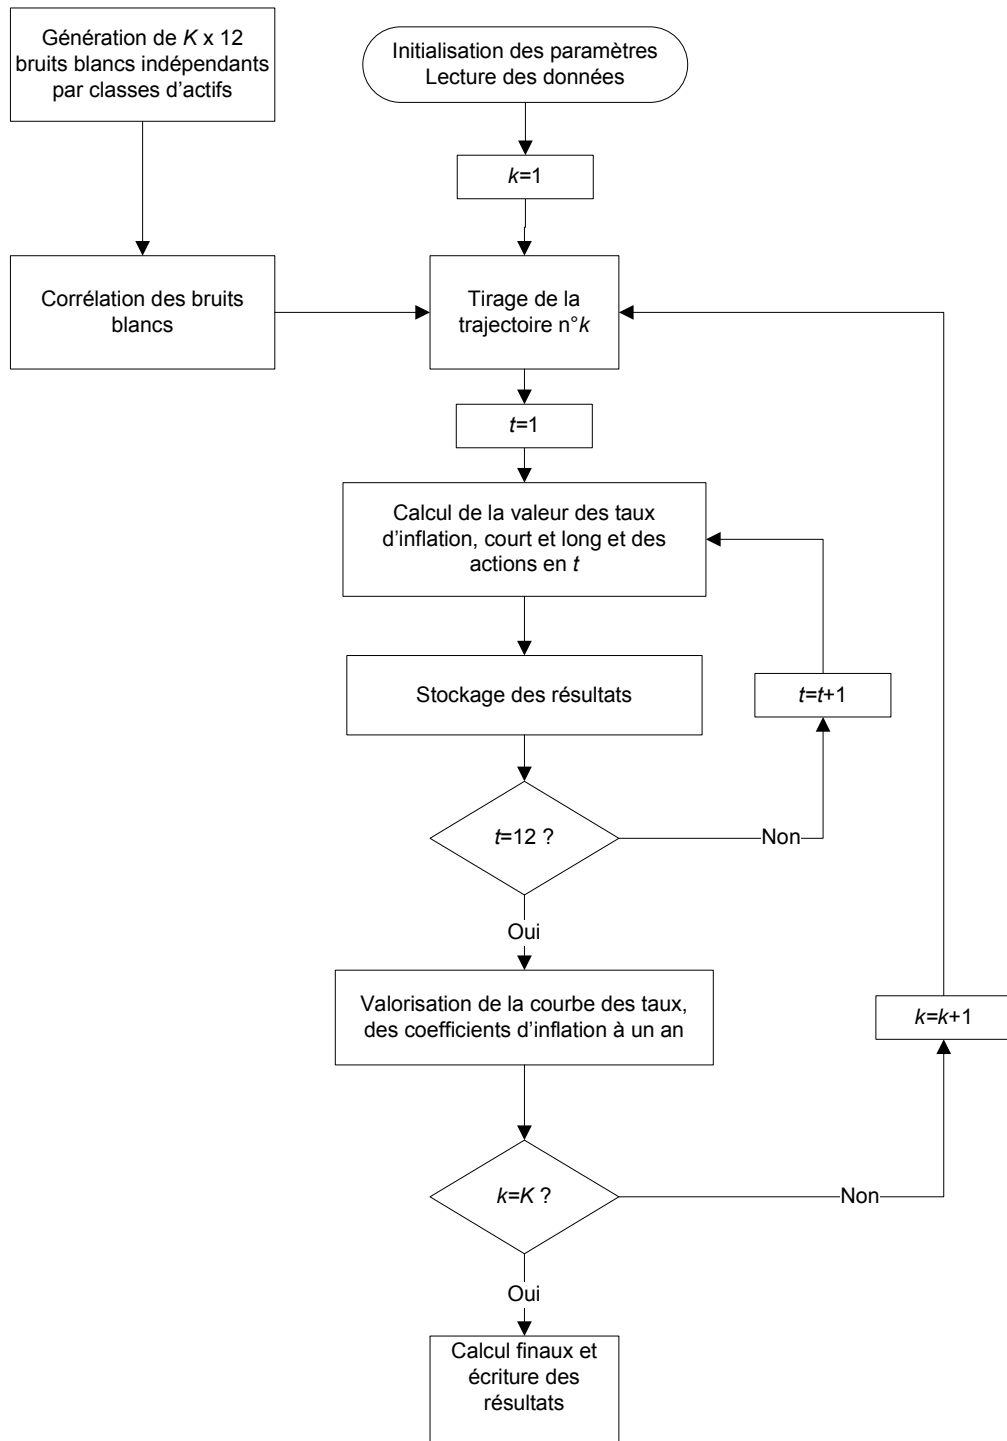 Génération de K x 12
bruits blancs indépendants
par classes d'actifs
Initialisation des paramètres
Lecture des données
k=1
Corrélation des bruits
blancs
Tirage de la
trajectoire n°k
t=1
Calcul de la valeur des taux
d'inflation, court et long et des
actions en t
Stockage des résultats
t=t+1
t=12 ?
Non
Oui
Valorisation de la courbe des taux,
des coefficients d'inflation à un an
k=k+1
k=K ?
Non
Oui
Calcul finaux et
écriture des
résultats